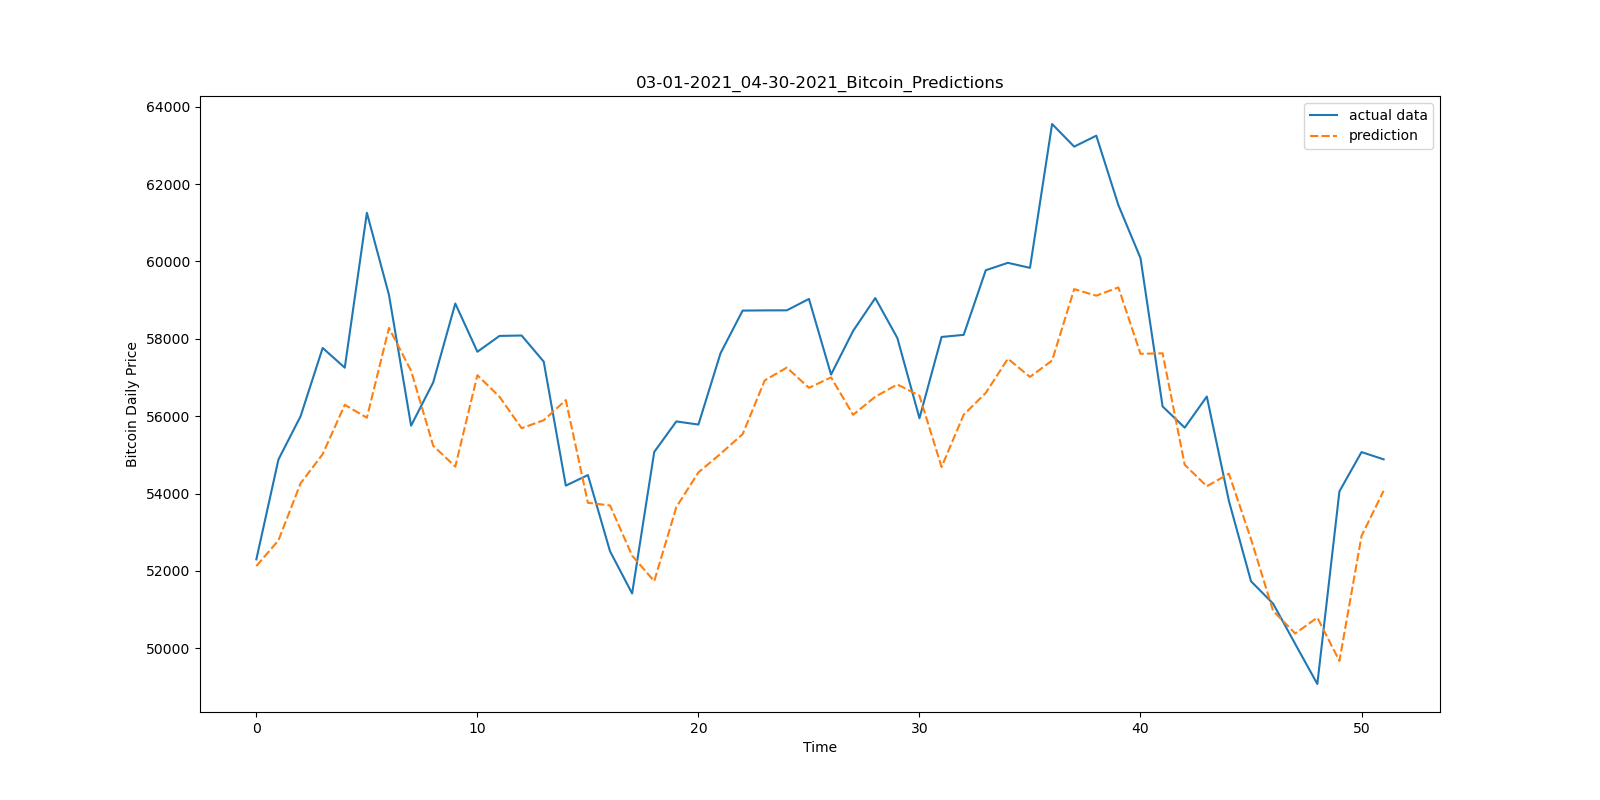 03-01-2021_04-30-2021_Bitcoin_Predictions
actual data
prediction
64000
62000
60000
58000
56000
54000
52000
50000
Bitcoin Daily Price
0 10 20 30 40 50
Time